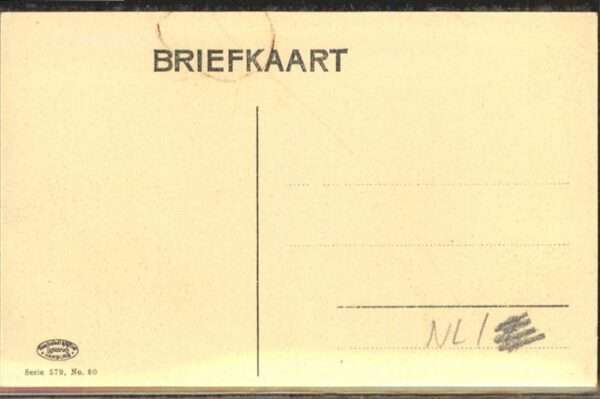 BRIEFKAART
NL 1
Serie 579, No. 80